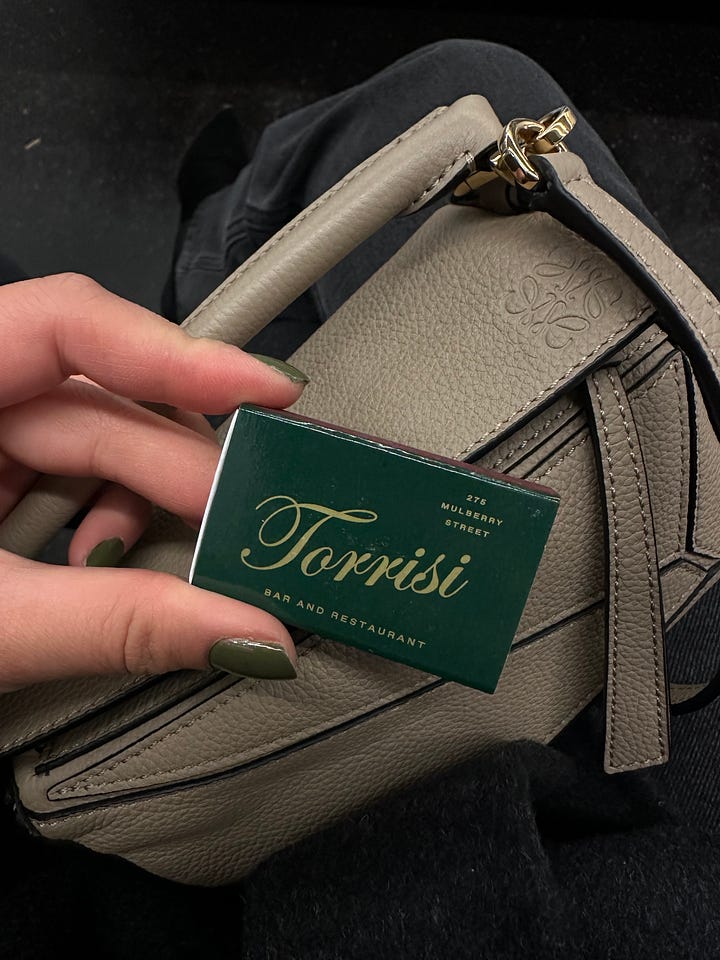 275
MULBERRY
STREET
Torrisi
BAR AND RESTAURANT